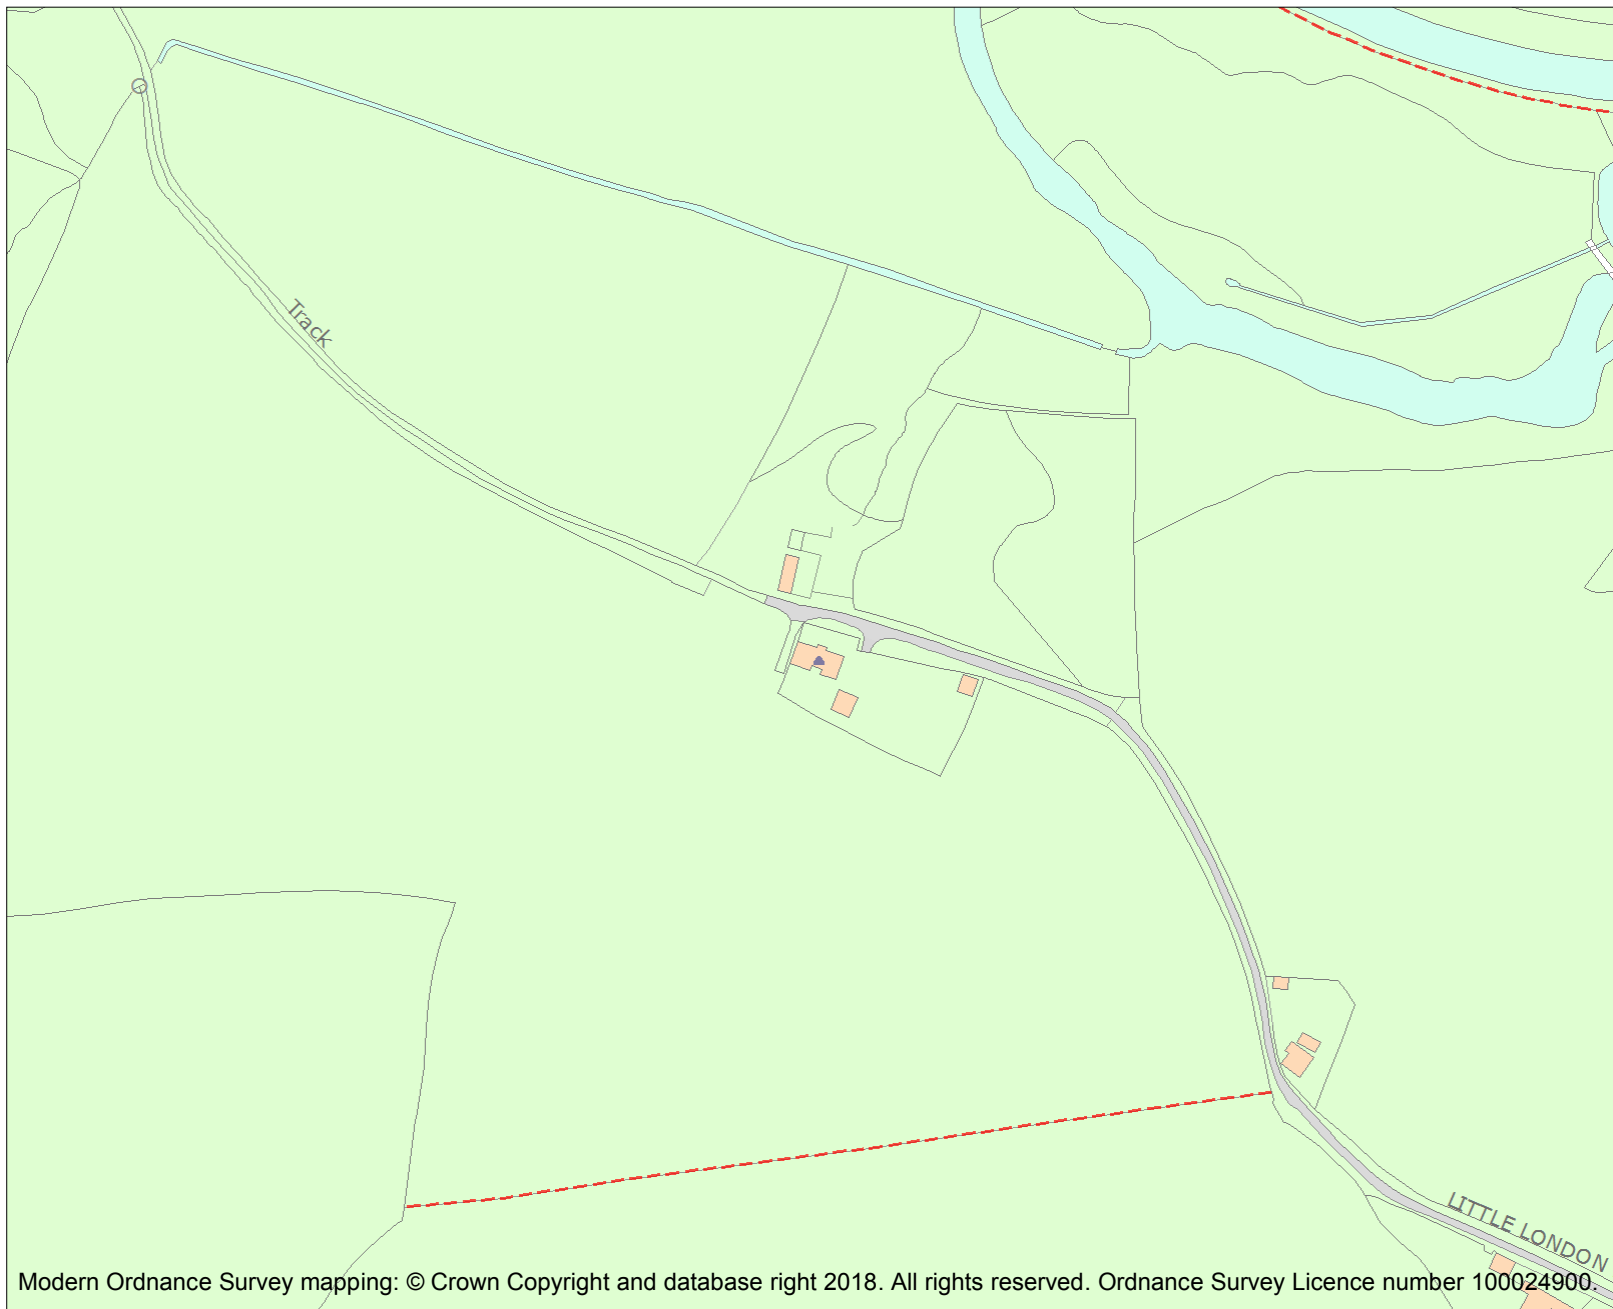 Track
LITTLE LONDON
Modern Ordnance Survey mapping: © Crown Copyright and database right 2018. All rights reserved. Ordnance Survey Licence number 100024900.